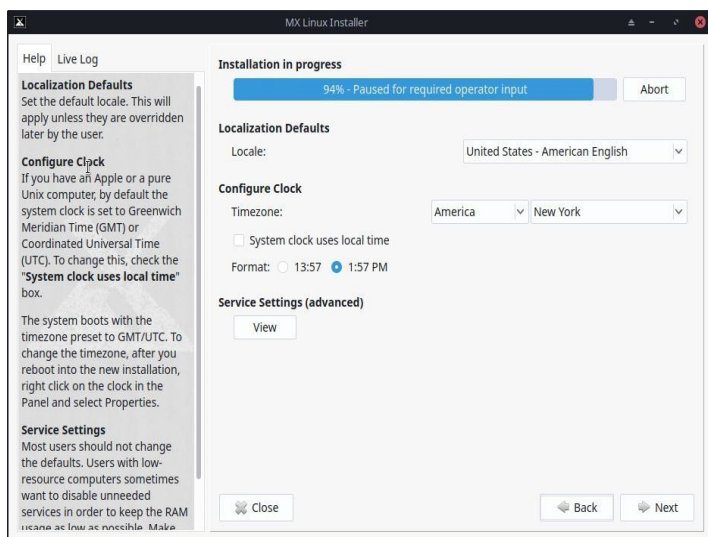 MX Linux Installer
Help Live Log
Localization Defaults
Set the default locale. This will
apply unless they are overridden
later by the user.
Configure Clock
If you have an Apple or a pure
Unix computer, by default the
system clock is set to Greenwich
Meridian Time (GMT) or
Coordinated Universal Time
(UTC). To change this, check the
"System clock uses local time"
box.
The system boots with the
timezone preset to GMT/UTC. To
change the timezone, after you
reboot into the new installation,
right click on the clock in the
Panel and select Properties.
Service Settings
Most users should not change
the defaults. Users with low-
resource computers sometimes
want to disable unneeded
services in order to keep the RAM
usage as low as possible. Make
Installation in progress
94% - Paused for required operator input Abort
Localization Defaults
Locale: United States - American English
Configure Clock
Timezone: America New York
System clock uses local time
Format: 13:57 1:57 PM
Service Settings (advanced)
View
Close Back Next